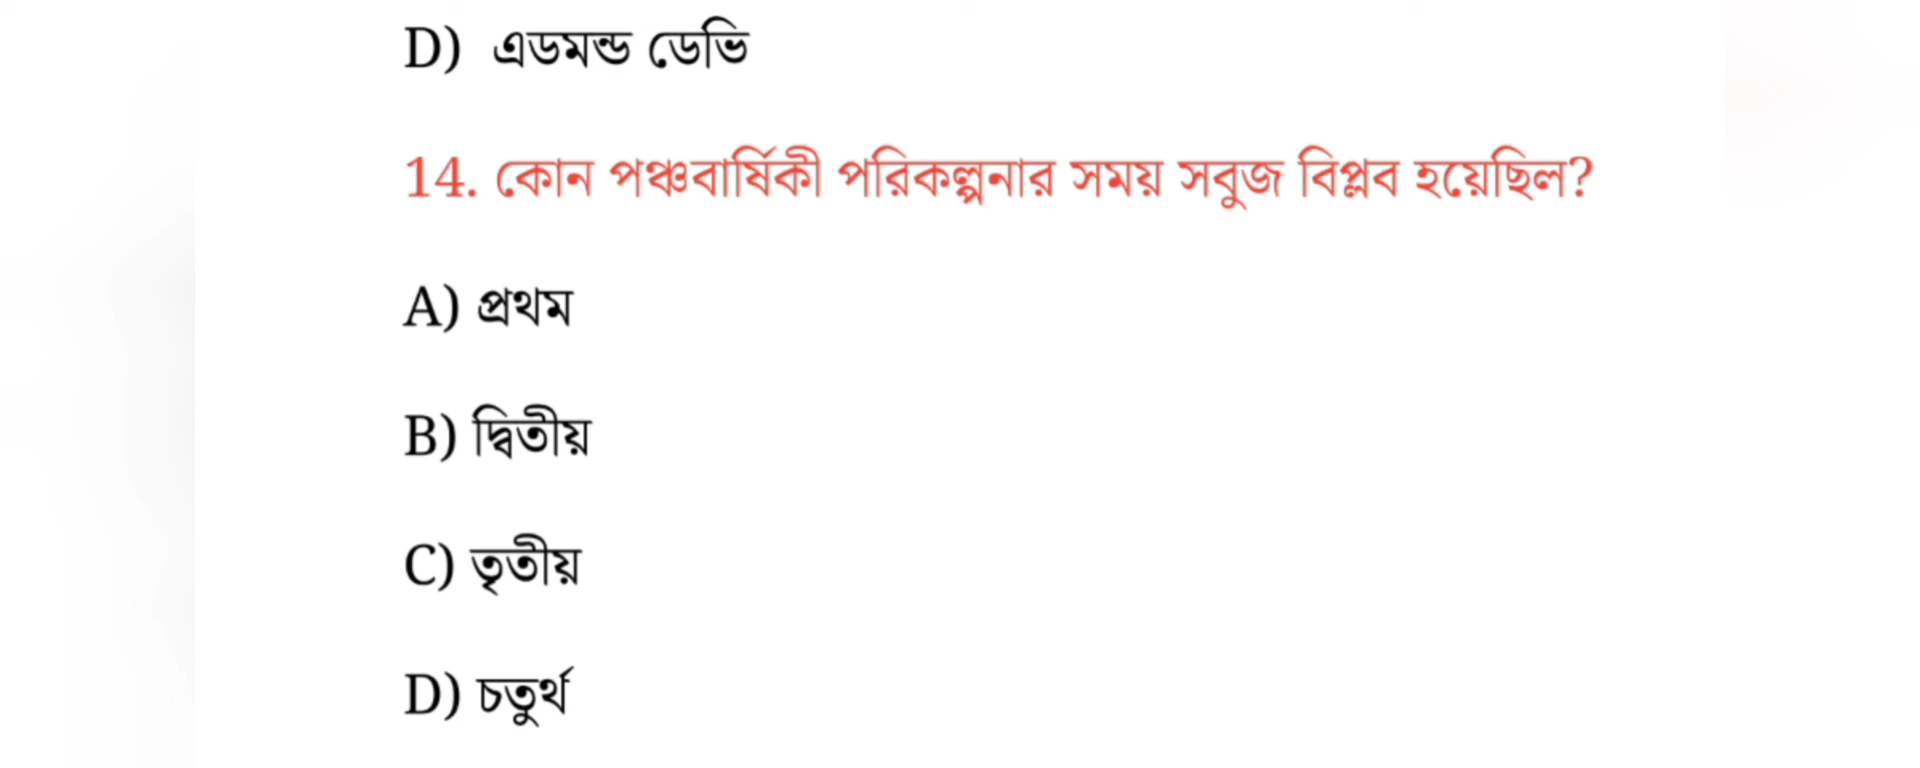 D) এডমন্ড ডেভি
14. কোন পঞ্চবার্ষিকী পরিকল্পনার সময় সবুজ বিপ্লব হয়েছিল?
A) প্রথম
B) দ্বিতীয়
C) তৃতীয়
D) চতুর্থ